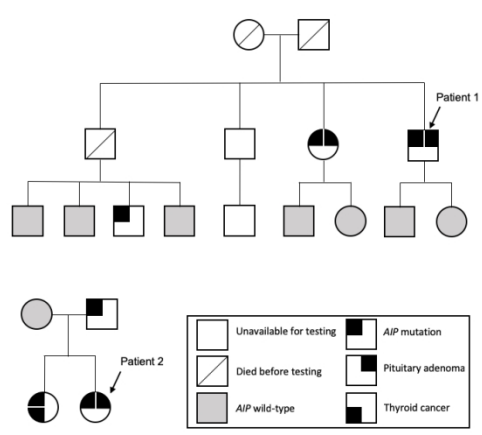 Patient 1
Patient 2
Unavailable for testing
AIP mutation
Died before testing
Pituitary adenoma
AIP wild-type
Thyroid cancer